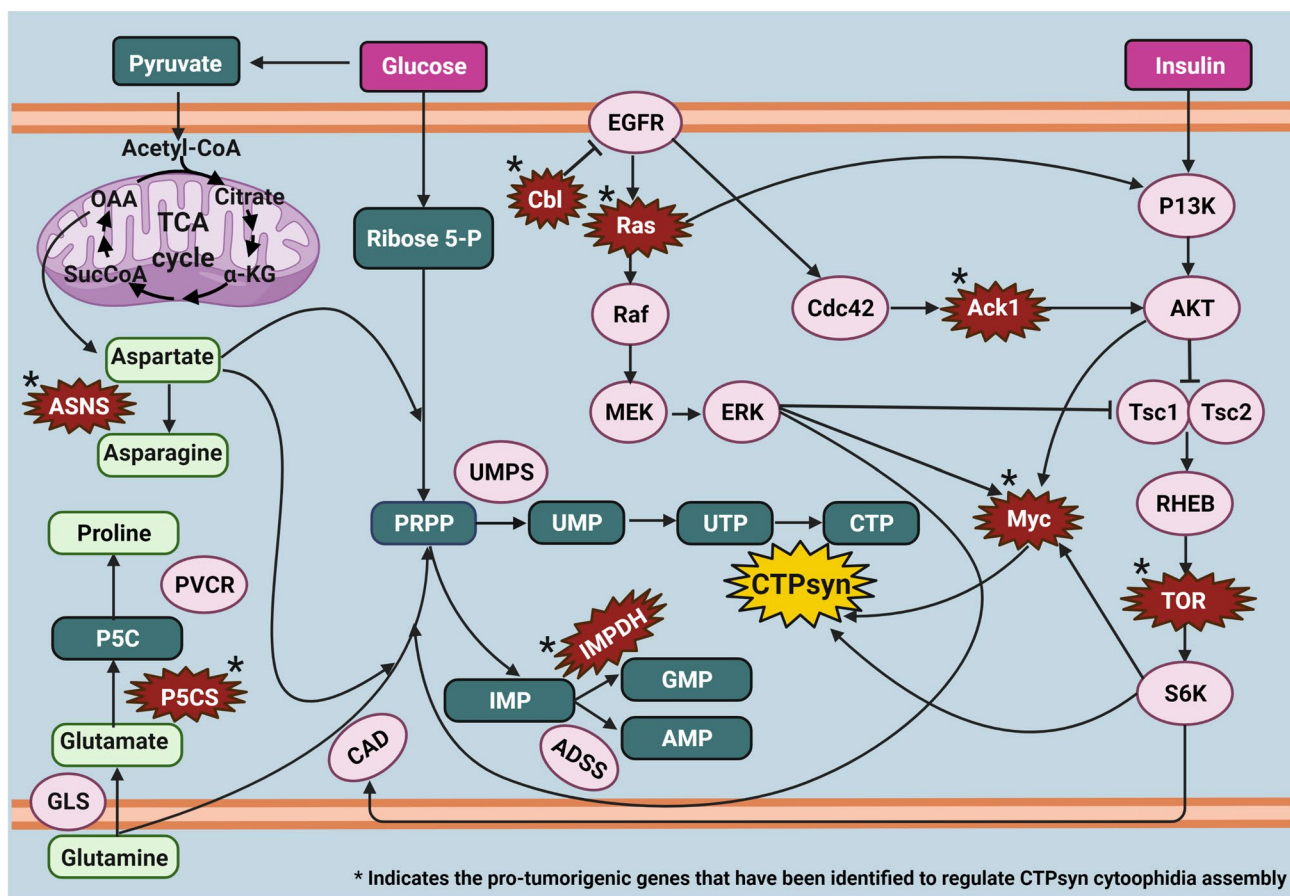 Pyruvate
Glucose
Insulin
EGFR
Acetyl-CoA
*
Cbl
*
Ras
OAA
Citrate
TCA
cycle
SucCoA
α-KG
Ribose 5-P
P13K
Raf
Cdc42
*
Ack1
AKT
Aspartate
*
ASNS
Asparagine
MEK
ERK
Tsc1
Tsc2
UMPS
*
Myc
RHEB
PRPP
UMP
UTP
CTP
CTPsyn
Proline
PVCR
P5C
*
P5CS
*
TOR
*
IMPDH
GMP
IMP
AMP
ADSS
S6K
Glutamate
CAD
GLS
Glutamine
* Indicates the pro-tumorigenic genes that have been identified to regulate CTPsyn cytoophidia assembly